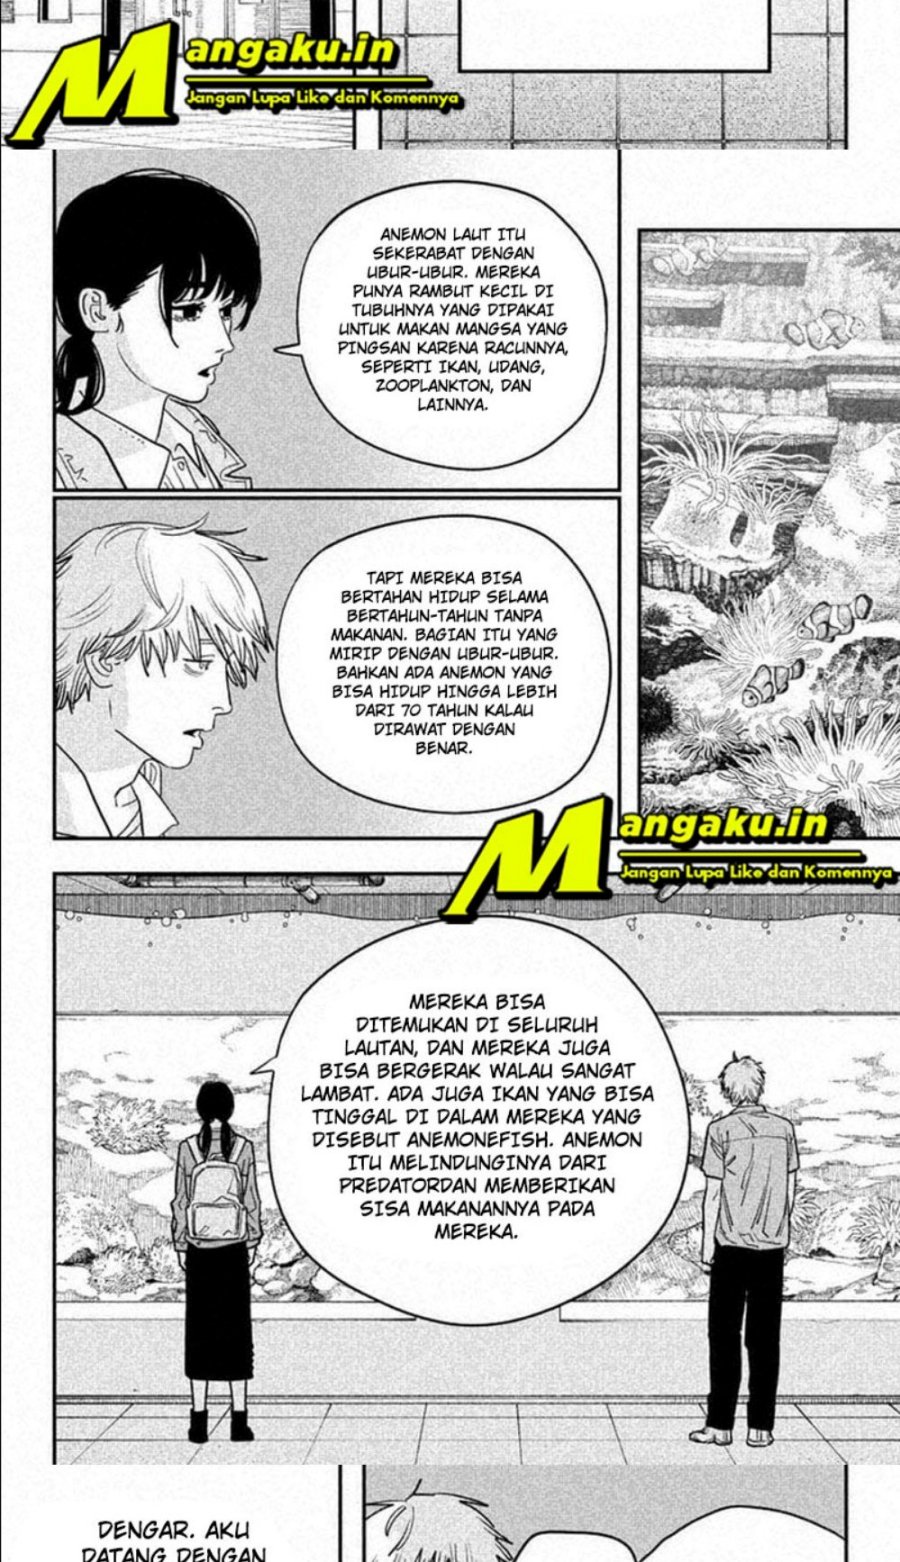 Mangaku.in
Jangan Lupa Like dan Komennya
ANEMON LAUT ITU
SEKERABAT DENGAN
UBUR-UBUR. MEREKA
PUNYA RAMBUT KECIL DI
TUBUHNYA YANG DIPAKAI
UNTUK MAKAN MANGSA YANG
PINGSAN KARENA RACUNNYA,
SEPERTI IKAN, UDANG,
ZOOPLANKTON, DAN
LAINNYA.
TAPI MEREKA BISA
BERTAHAN HIDUP SELAMA
BERTAHUN-TAHUN TANPA
MAKANAN. BAGIAN ITU YANG
MIRIP DENGAN UBUR-UBUR.
BAHKAN ADA ANEMON YANG
BISA HIDUP HINGGA LEBIH
DARI 70 TAHUN KALAU
DIRAWAT DENGAN
BENAR.
Mangaku.in
Jangan Lupa Like dan Komennya
MEREKA BISA
DITEMUKAN DI SELURUH
LAUTAN, DAN MEREKA JUGA
BISA BERGERAK WALAU SANGAT
LAMBAT. ADA JUGA IKAN YANG BISA
TINGGAL DI DALAM MEREKA YANG
DISEBUT ANEMONEFISH. ANEMON
ITU MELINDUNGINYA DARI
PREDATORDAN MEMBERIKAN
SISA MAKANANNYA PADA
MEREKA.
DENGAR. AKU
DATANG DENGAN